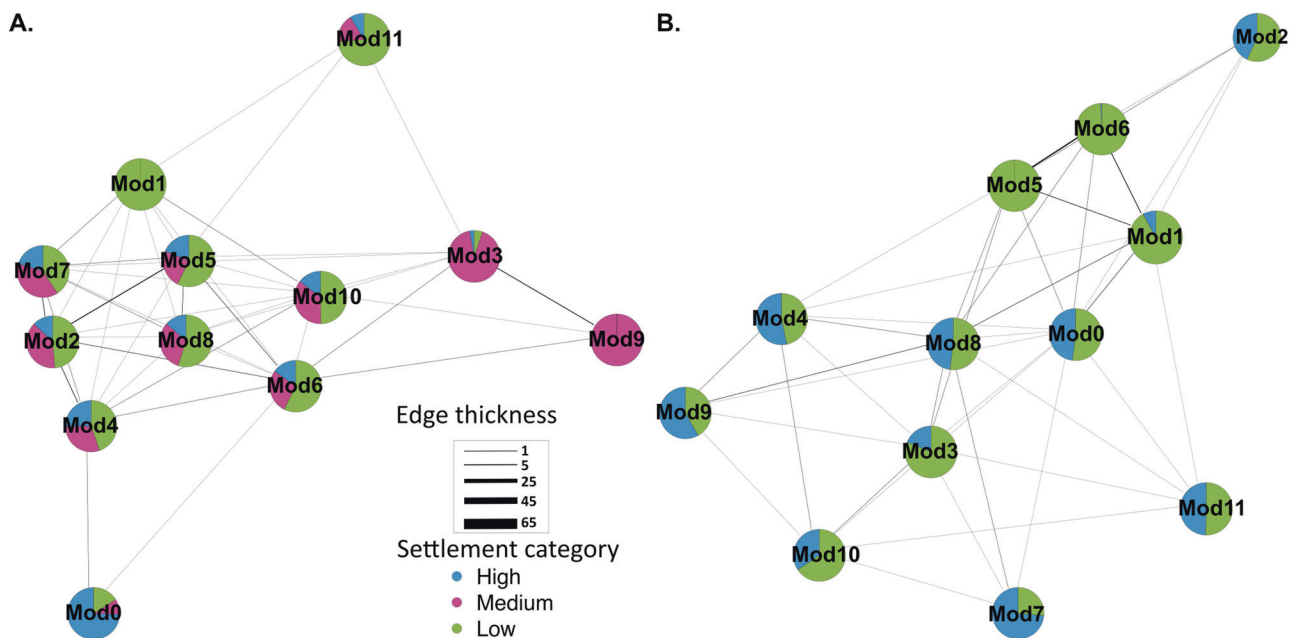 A.
Mod11
Mod1
Mod5
Mod3
Mod7
Mod10
Mod2
Mod8
Mod9
Mod6
Mod4
Mod0
Edge thickness
1
5
25
45
65
Settlement category
High
Medium
Low
B.
Mod2
Mod6
Mod5
Mod1
Mod4
Mod8
Mod0
Mod9
Mod3
Mod11
Mod10
Mod7